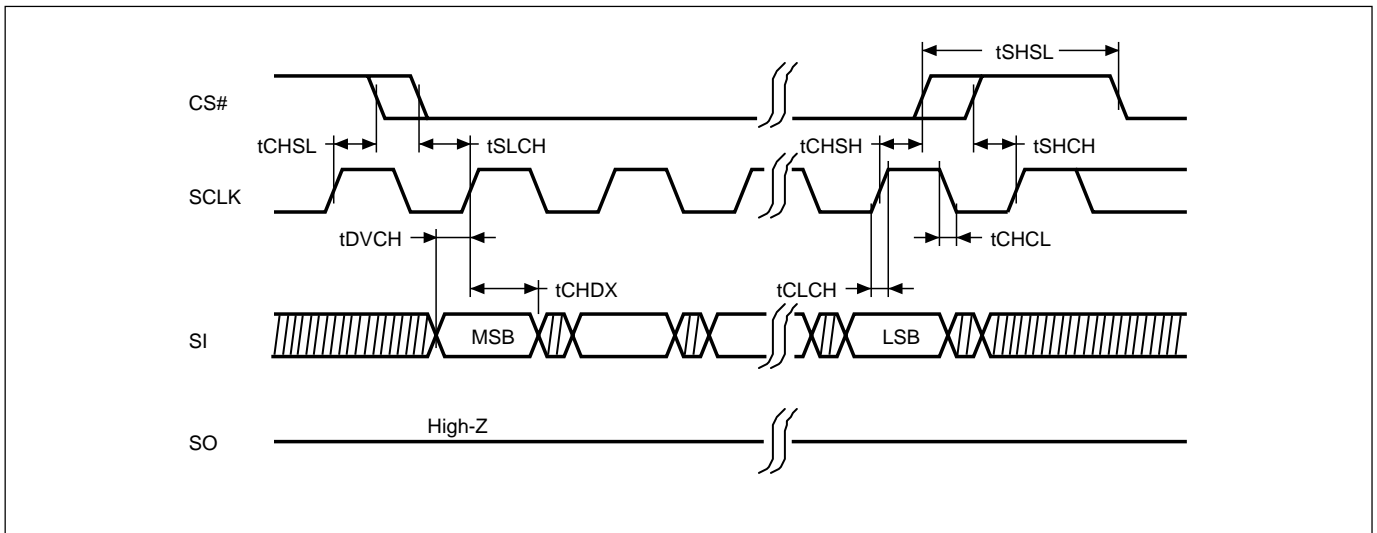 tSHSL
CS#
tCHSL
tSLCH
tCHSH
tSHCH
SCLK
tDVCH
tCHCL
tCHDX
tCLCH
SI
MSB
LSB
High-Z
SO